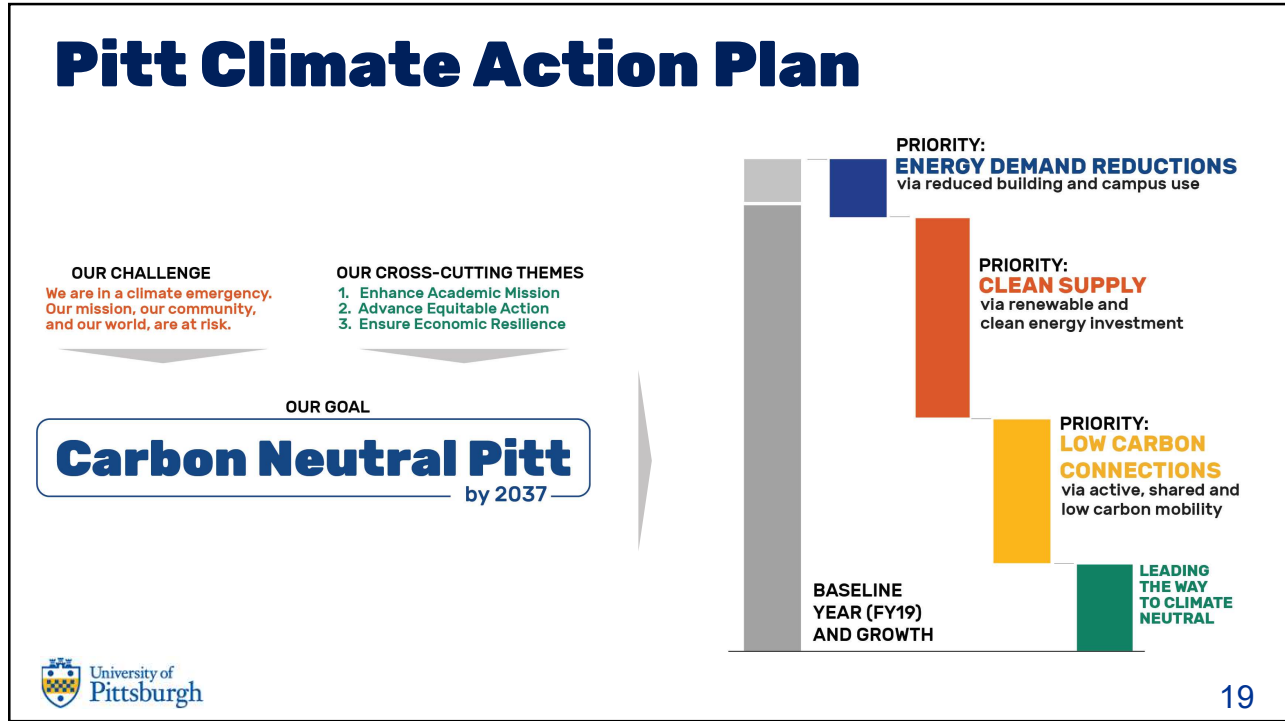 Pitt Climate Action Plan
OUR CHALLENGE
We are in a climate emergency.
Our mission, our community,
and our world, are at risk.
OUR CROSS-CUTTING THEMES
1. Enhance Academic Mission
2. Advance Equitable Action
3. Ensure Economic Resilience
OUR GOAL
Carbon Neutral Pitt
by 2037
PRIORITY:
ENERGY DEMAND REDUCTIONS
via reduced building and campus use
PRIORITY:
CLEAN SUPPLY
via renewable and
clean energy investment
PRIORITY:
LOW CARBON
CONNECTIONS
via active, shared and
low carbon mobility
LEADING
THE WAY
TO CLIMATE
NEUTRAL
BASELINE
YEAR (FY19)
AND GROWTH
University of
Pittsburgh
19